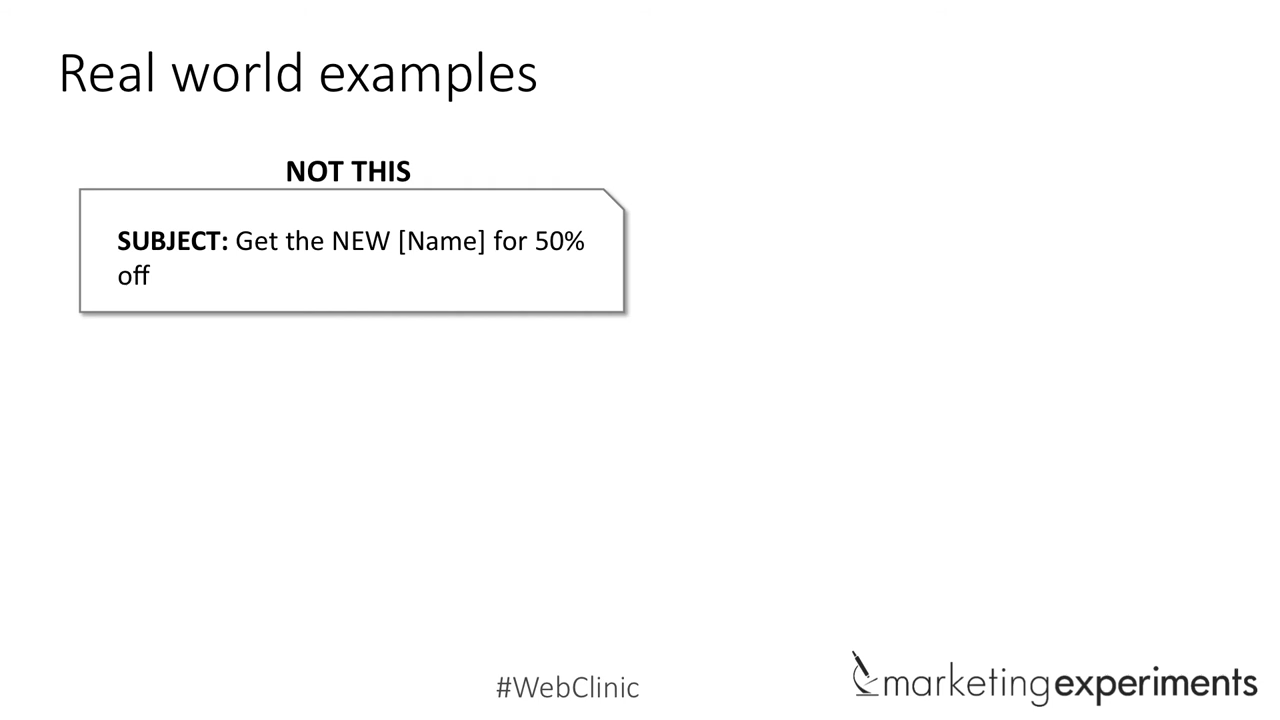 Real world examples
NOT THIS
SUBJECT: Get the NEW [Name] for 50%
off
#WebClinic
marketingexperiments